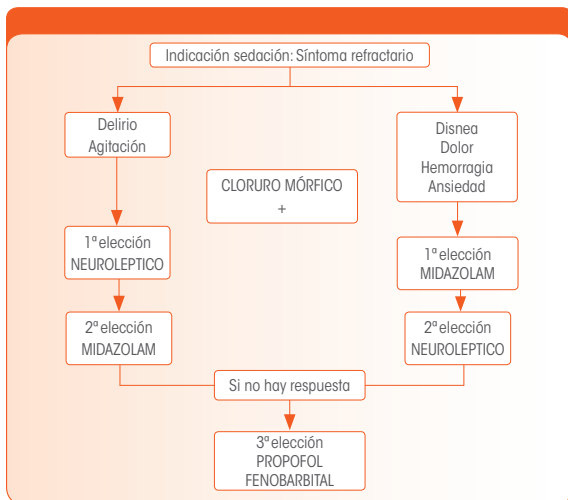 Indicación sedación: Síntoma refractario
Delirio
Agitación
Disnea
Dolor
Hemorragia
Ansiedad
CLORURO MÓRFICO
+
1ª elección
NEUROLEPTICO
1ª elección
MIDAZOLAM
2ª elección
MIDAZOLAM
2ª elección
NEUROLEPTICO
Si no hay respuesta
3ª elección
PROPOFOL
FENOBARBITAL